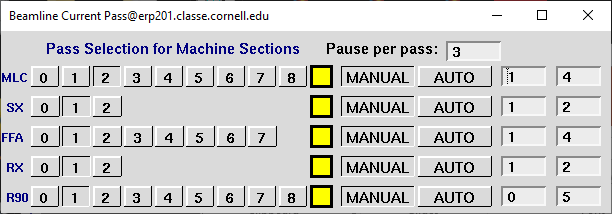 Beamline Current Pass@erp201.classe.cornell.edu
Pass Selection for Machine Sections Pause per pass: 3
MLC 0 1 2 3 4 5 6 7 8 MANUAL AUTO 1 4
SX 0 1 2 MANUAL AUTO 1 2
FFA 0 1 2 3 4 5 6 7 MANUAL AUTO 1 4
RX 0 1 2 MANUAL AUTO 1 2
R90 0 1 2 3 4 5 6 7 8 MANUAL AUTO 0 5